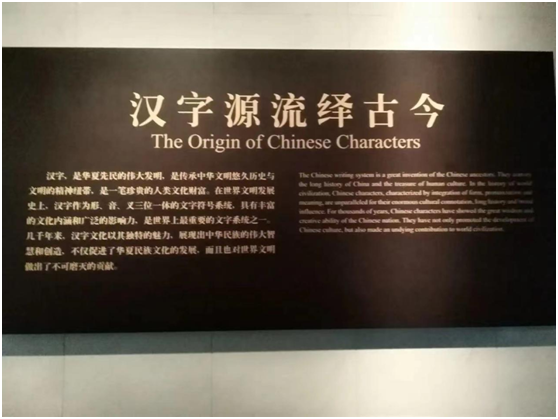 汉字源流绎古今
The Origin of Chinese Characters
汉字，是华夏先民的伟大发明，是传承中华文明悠久历史与
文明的精神纽带，是一笔珍贵的人类文化财富。在世界文明发展
史上，汉字作为形、音、义三位一体的文字符号系统，具有丰富
的文化内涵和广泛的影响力，是世界上最重要的文字系统之一。
几千年来，汉字文化以其独特的魅力，展现出中华民族的伟大智
慧和创造，不仅促进了华夏民族文化的发展，而且也对世界文明
做出了不可磨灭的贡献。
The Chinese writing system is a great invention of the Chinese ancestors. They convey
the long history of China and the treasure of human culture. In the history of world
civilization, Chinese characters, characterized by integration of form, pronunciation and
meaning, are unparalleled for their enormous cultural connotation, long history and broad
influence. For thousands of years, Chinese characters have showed the great wisdom and
creative ability of the Chinese nation. They have not only promoted the development of
Chinese culture, but also made an undying contribution to world civilization.